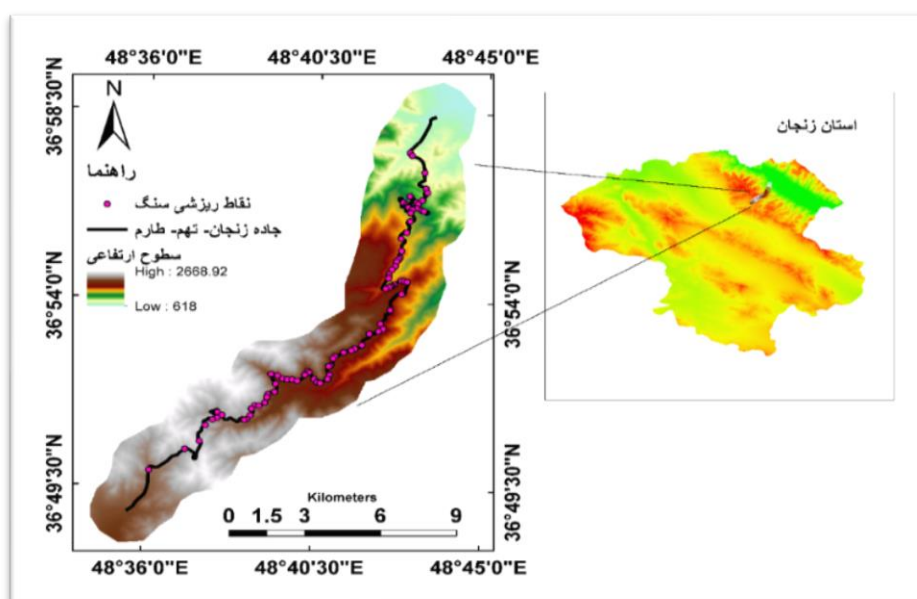 48°36'0"E 48°40'30"E 48°45'0"E
36°58'30"N
N
راهنما
نقاط ریزشی سنگ
جاده زنجان- تهم- طارم
سطوح ارتفاعی
High : 2668.92
Low : 618
36°54'0"N
36°49'30"N
36°54'0"N
36°49'30"N
Kilometers
0 1.5 3 6 9
48°36'0"E 48°40'30"E 48°45'0"E
استان زنجان